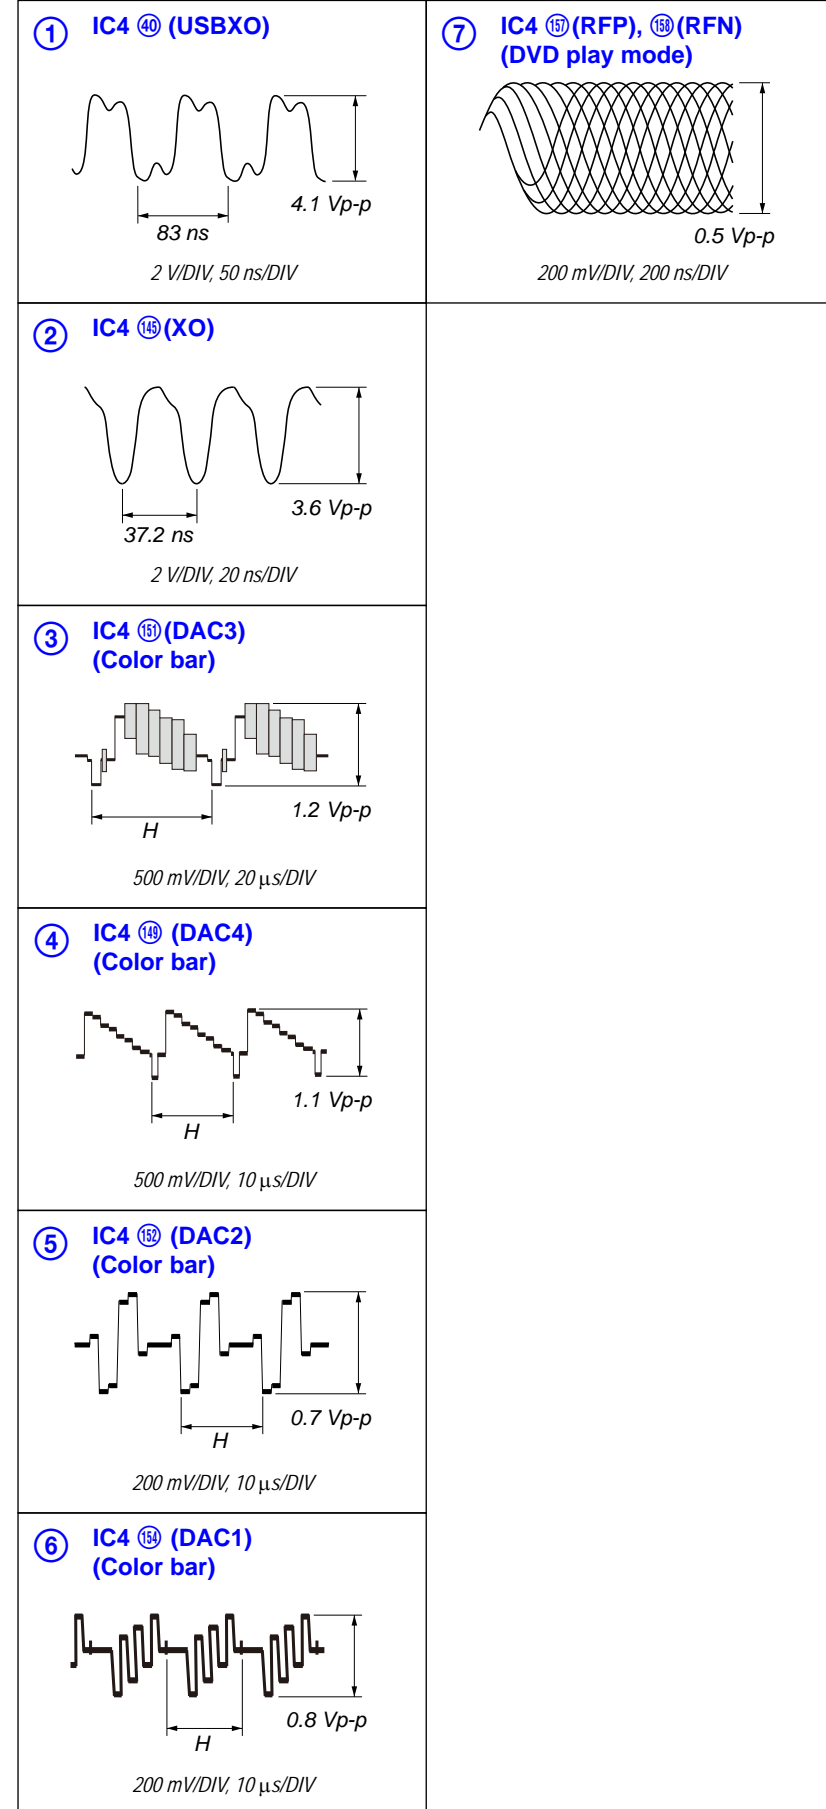 ① IC4 ㊵ (USBXO)
4.1 Vp-p
83 ns
2 V/DIV, 50 ns/DIV
② IC4 145 (XO)
3.6 Vp-p
37.2 ns
2 V/DIV, 20 ns/DIV
③ IC4 151 (DAC3)
(Color bar)
1.2 Vp-p
H
500 mV/DIV, 20 μs/DIV
④ IC4 149 (DAC4)
(Color bar)
1.1 Vp-p
H
500 mV/DIV, 10 μs/DIV
⑤ IC4 152 (DAC2)
(Color bar)
0.7 Vp-p
H
200 mV/DIV, 10 μs/DIV
⑥ IC4 154 (DAC1)
(Color bar)
0.8 Vp-p
H
200 mV/DIV, 10 μs/DIV
⑦ IC4 157 (RFP), 158 (RFN)
(DVD play mode)
0.5 Vp-p
200 mV/DIV, 200 ns/DIV